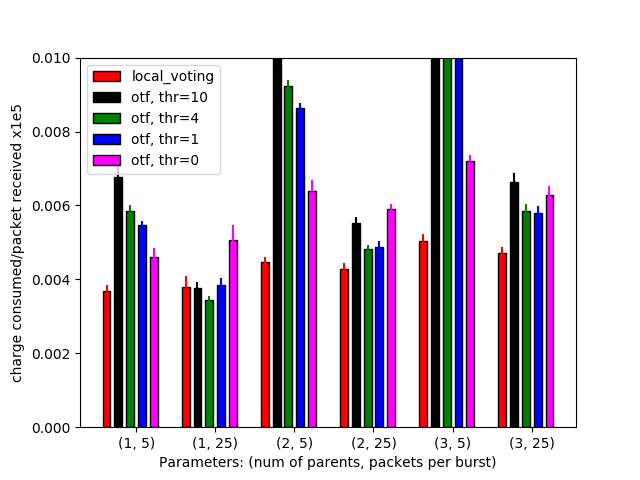 0.010
0.008
0.006
0.004
0.002
0.000
charge consumed/packet received x1e5
local_voting
otf, thr=10
otf, thr=4
otf, thr=1
otf, thr=0
(1, 5)
(1, 25)
(2, 5)
(2, 25)
(3, 5)
(3, 25)
Parameters: (num of parents, packets per burst)